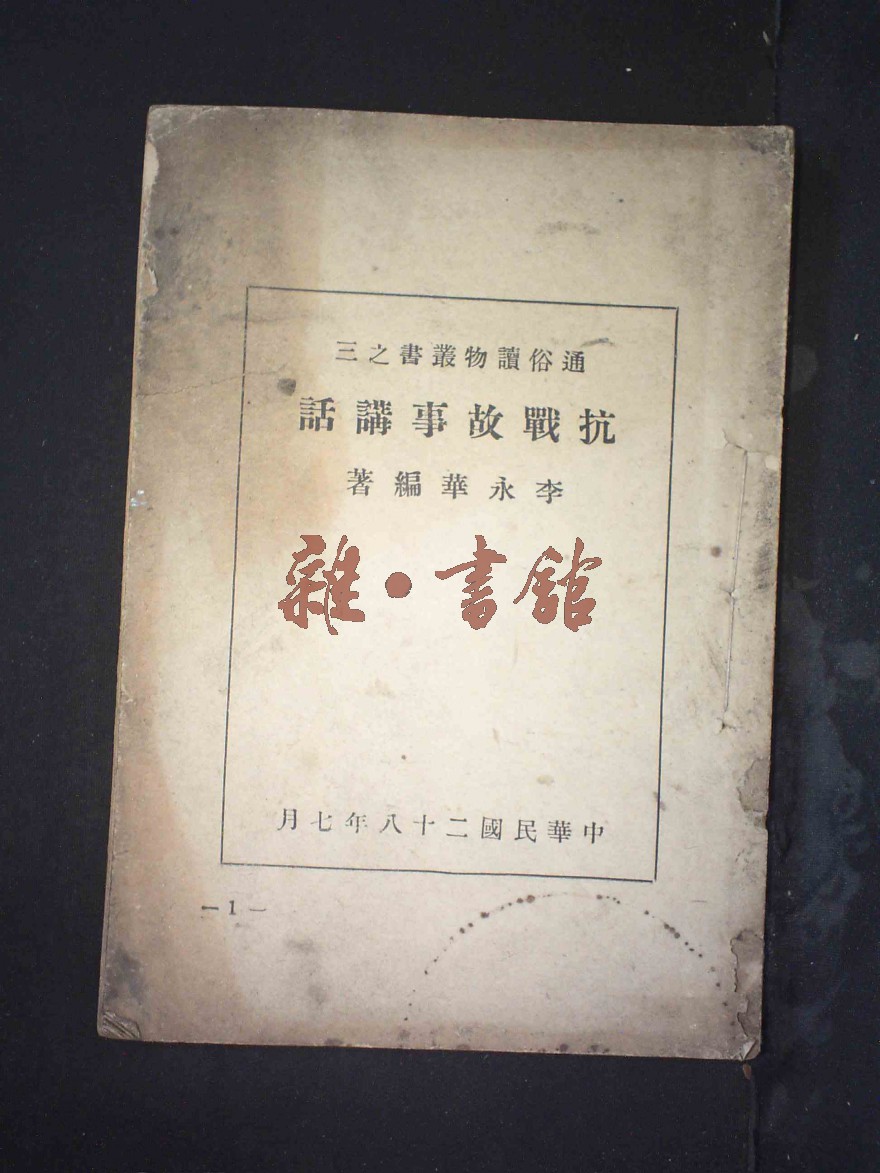 通俗讀物叢書之三
抗戰故事講話
李永華編著
雜・書館
中華民國二十八年七月
—1—